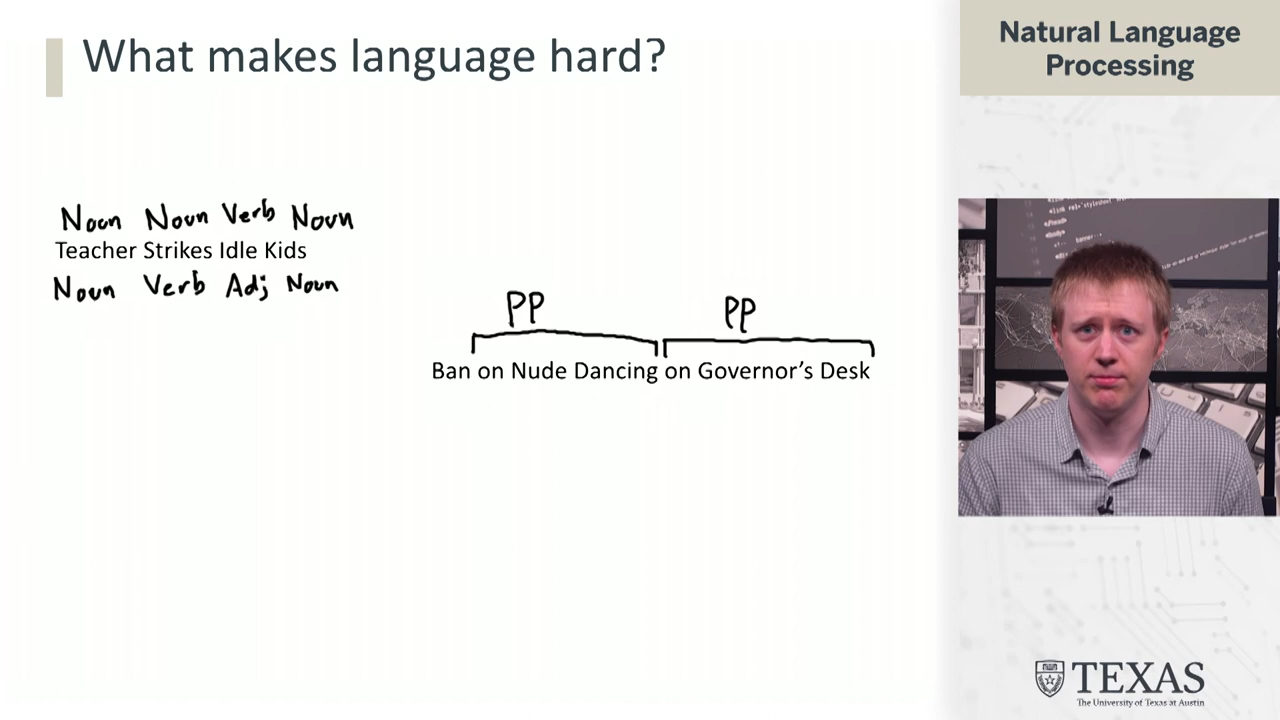 What makes language hard?
Noun Noun Verb Noun
Teacher Strikes Idle Kids
Noun Verb Adj Noun
PP PP
Ban on Nude Dancing on Governor's Desk
Natural Language
Processing
TEXAS
The University of Texas at Austin